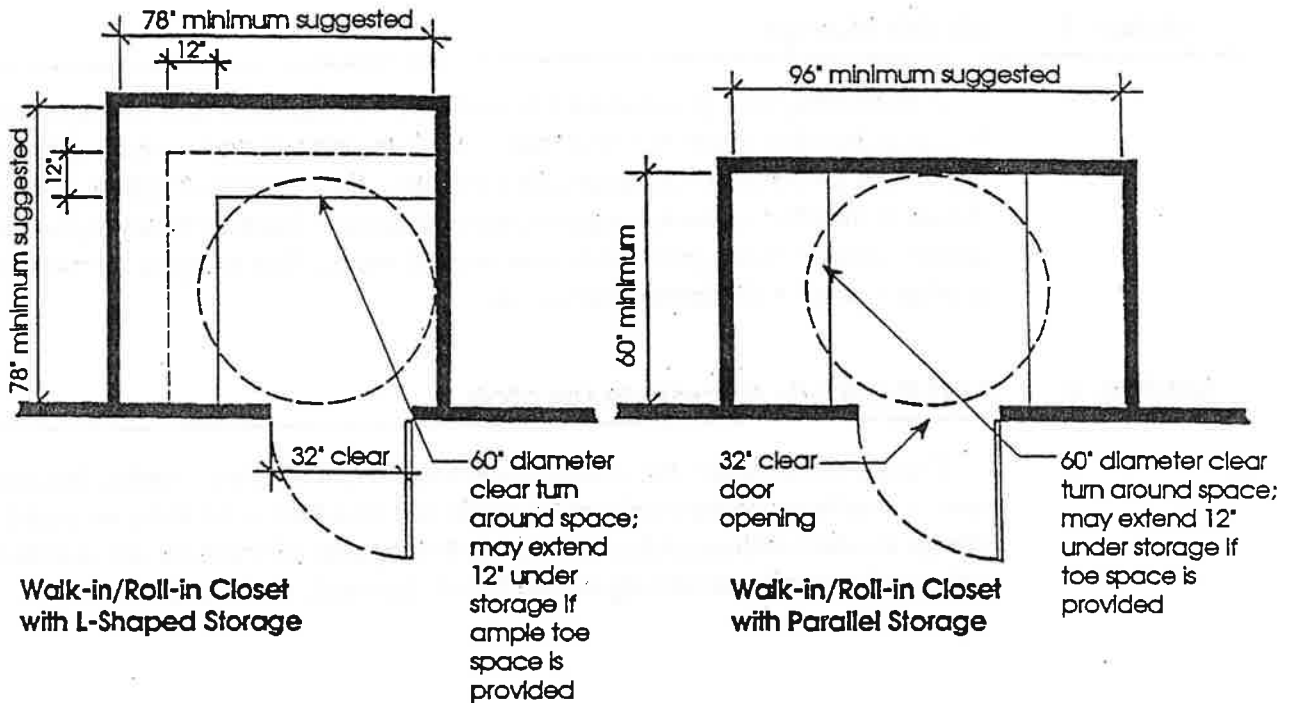 78" minimum suggested
12"
78" minimum suggested
12"
32" clear
60" diameter
clear turn
around space;
may extend
12" under
storage if
ample toe
space is
provided
Walk-in/Roll-in Closet
with L-Shaped Storage
96" minimum suggested
60" minimum
32" clear
door
opening
60" diameter clear
turn around space;
may extend 12"
under storage if
toe space is
provided
Walk-in/Roll-in Closet
with Parallel Storage